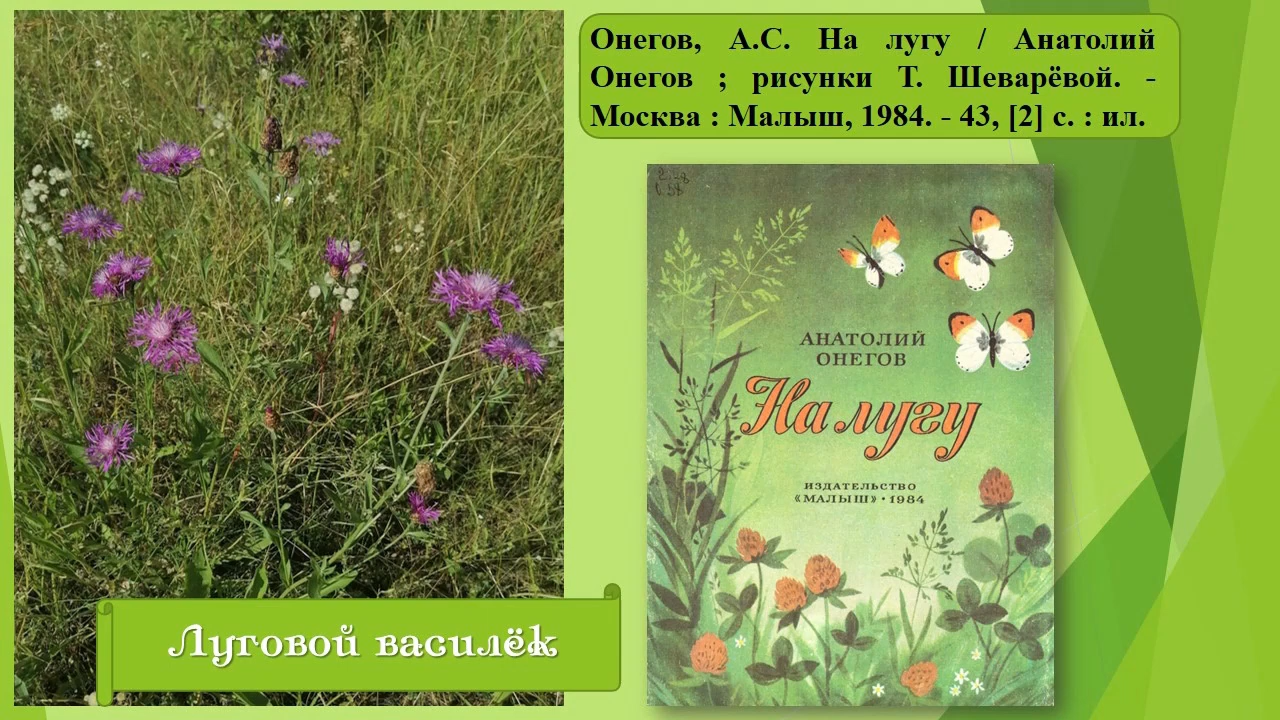 Онегов, А.С. На лугу / Анатолий
Онегов ; рисунки Т. Шеварёвой. -
Москва : Малыш, 1984. - 43, [2] с. : ил.
АНАТОЛИЙ
ОНЕГОВ
На лугу
ИЗДАТЕЛЬСТВО
«МАЛЫШ» • 1984
Луговой василёк